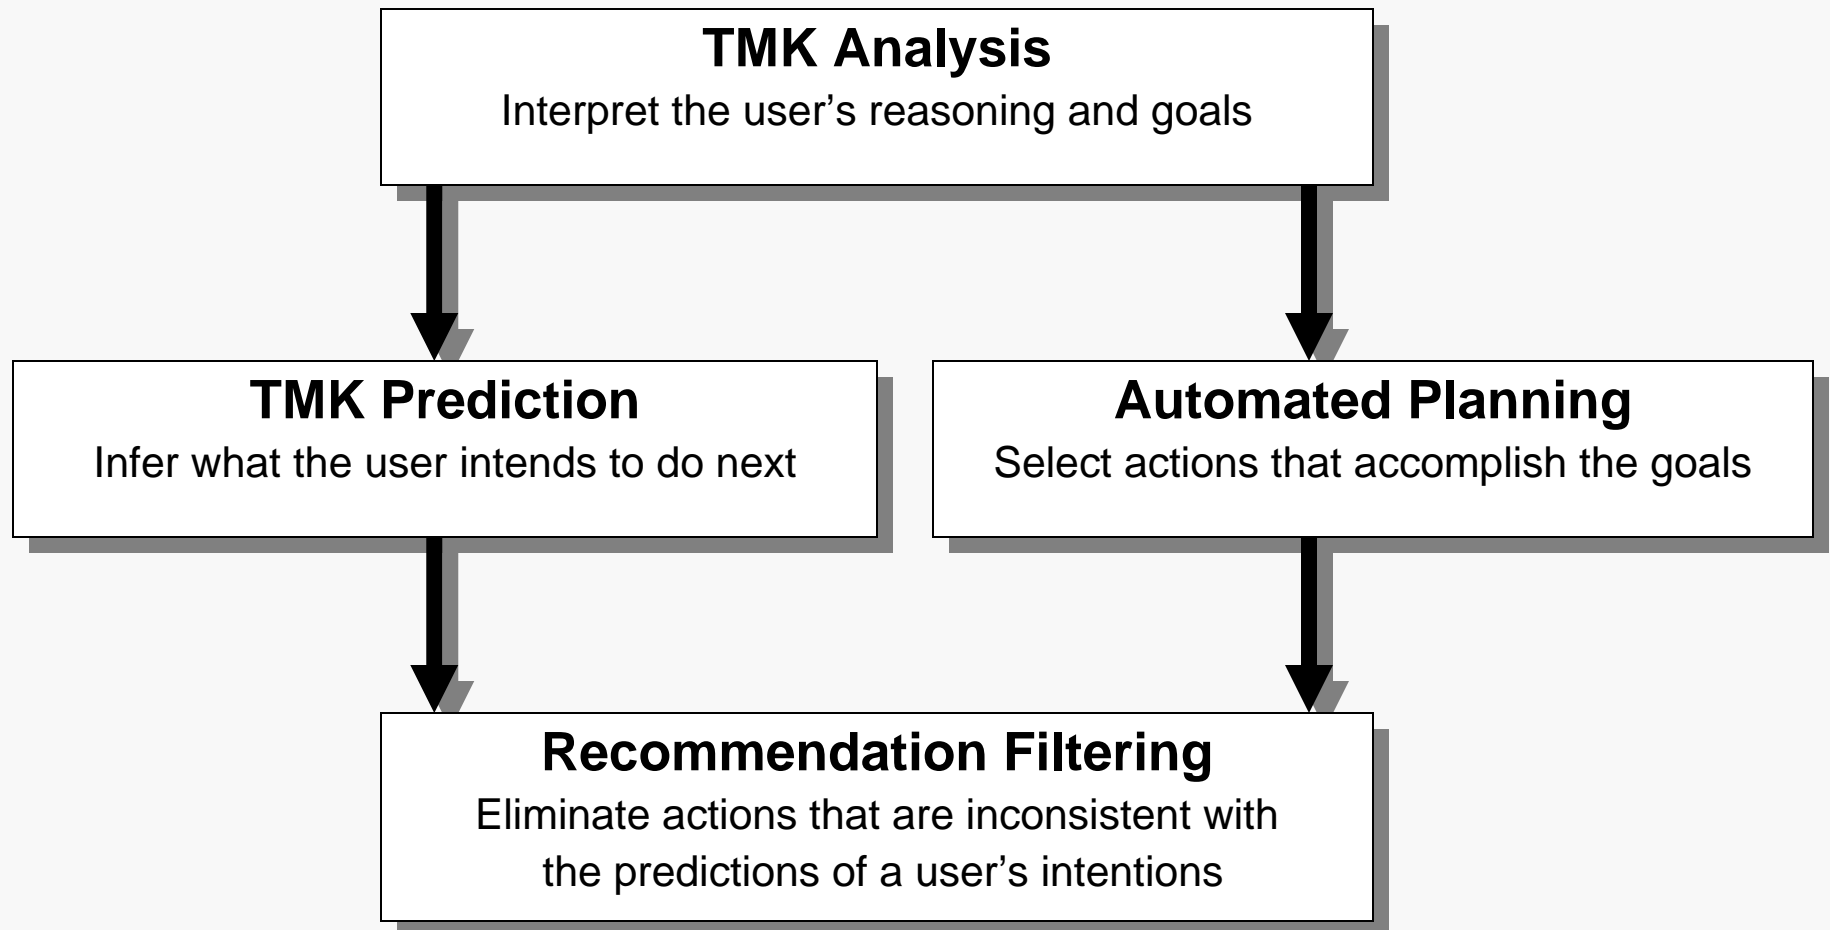 TMK Analysis
Interpret the user’s reasoning and goals
TMK Prediction
Infer what the user intends to do next
Automated Planning
Select actions that accomplish the goals
Recommendation Filtering
Eliminate actions that are inconsistent with
the predictions of a user’s intentions